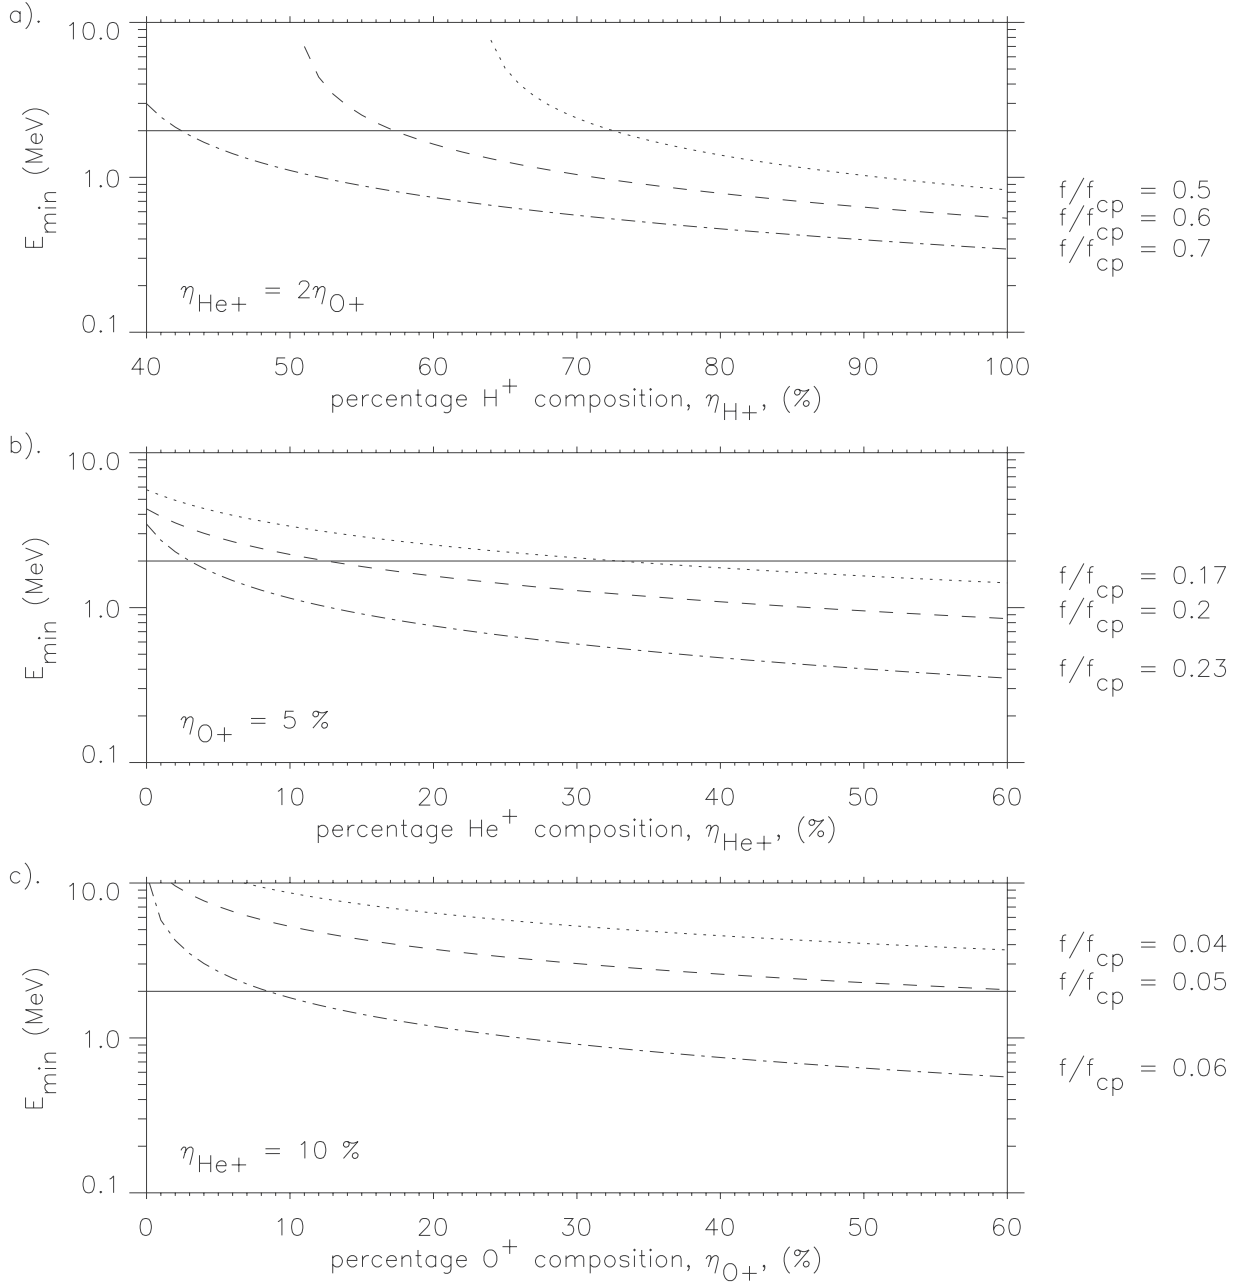 a).
10.0
1.0
0.1
E_min (MeV)
η_He+ = 2η_O+
f/f_cp = 0.5
f/f_cp = 0.6
f/f_cp = 0.7
40 50 60 70 80 90 100
percentage H⁺ composition, η_H+, (%)
b).
10.0
1.0
0.1
E_min (MeV)
η_O+ = 5 %
f/f_cp = 0.17
f/f_cp = 0.2
f/f_cp = 0.23
0 10 20 30 40 50 60
percentage He⁺ composition, η_He+, (%)
c).
10.0
1.0
0.1
E_min (MeV)
η_He+ = 10 %
f/f_cp = 0.04
f/f_cp = 0.05
f/f_cp = 0.06
0 10 20 30 40 50 60
percentage O⁺ composition, η_O+, (%)